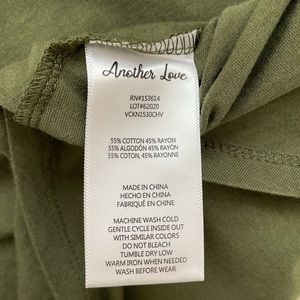 Another Love
RN#153614
LOT#62020
VCKN1530CHV
55% COTTON 45% RAYON
55% ALGODÓN 45% RAYON
55% COTON, 45% RAYONNE
MADE IN CHINA
HECHO EN CHINA
FABRIQUÉ EN CHINE
MACHINE WASH COLD
GENTLE CYCLE INSIDE OUT
WITH SIMILAR COLORS
DO NOT BLEACH
TUMBLE DRY LOW
WARM IRON WHEN NEEDED
WASH BEFORE WEAR